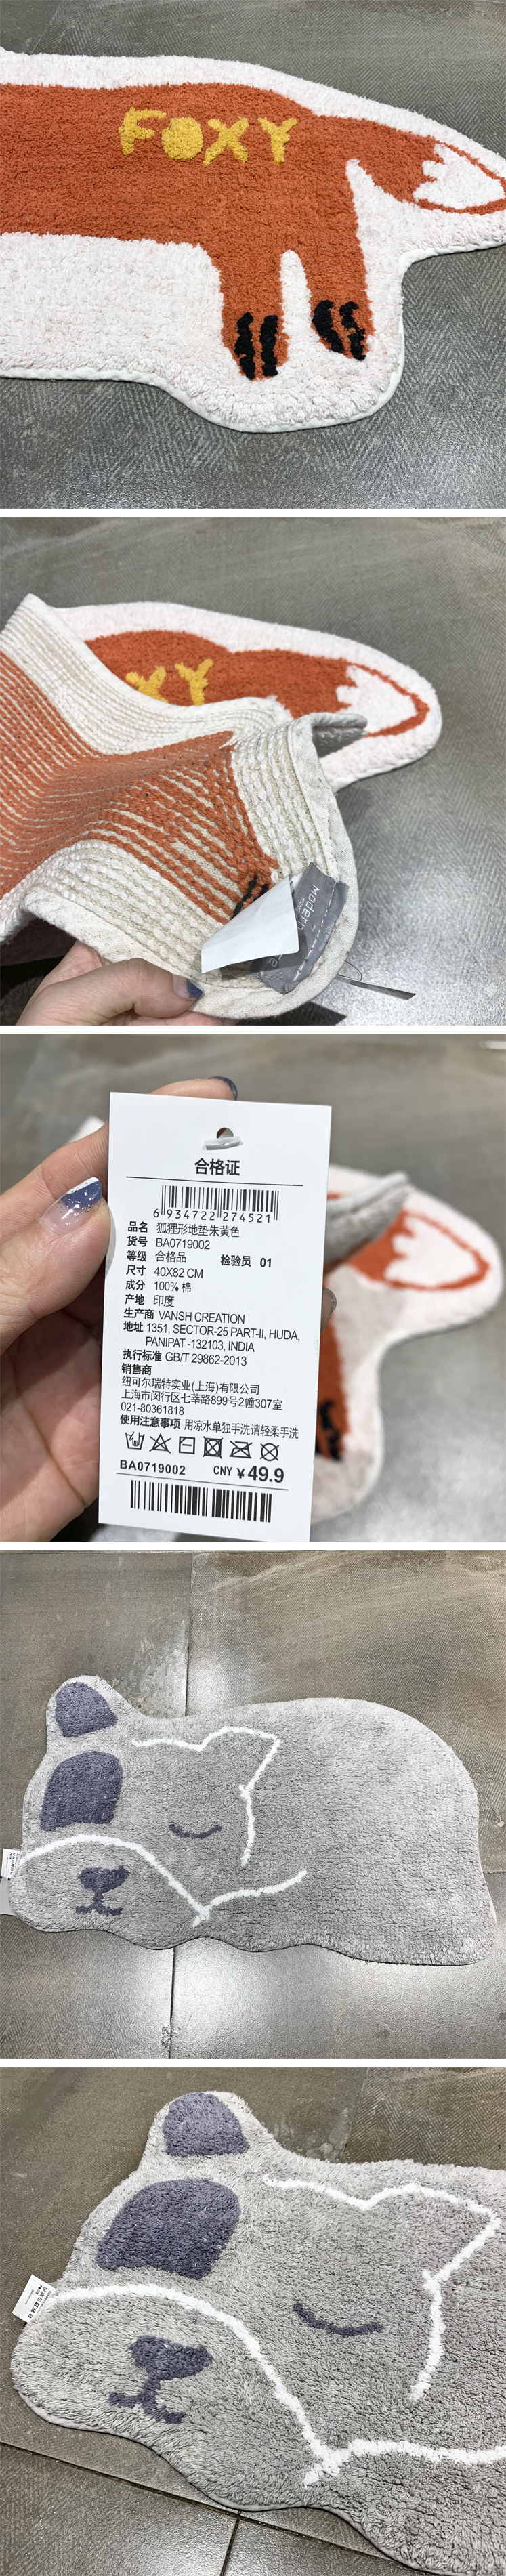 FOXY
XY
Modern
合格证
6 934722 274521
品名 狐狸形地垫朱黄色
货号 BA0719002
等级 合格品 检验员 01
尺寸 40X82 CM
成分 100% 棉
产地 印度
生产商 VANSH CREATION
地址 1351, SECTOR-25 PART-II, HUDA,
PANIPAT -132103, INDIA
执行标准 GB/T 29862-2013
销售商
纽可尔瑞特实业(上海)有限公司
上海市闵行区七莘路899号2幢307室
021-80361818
使用注意事项 用凉水单独手洗请轻柔手洗
BA0719002 CNY ¥49.9